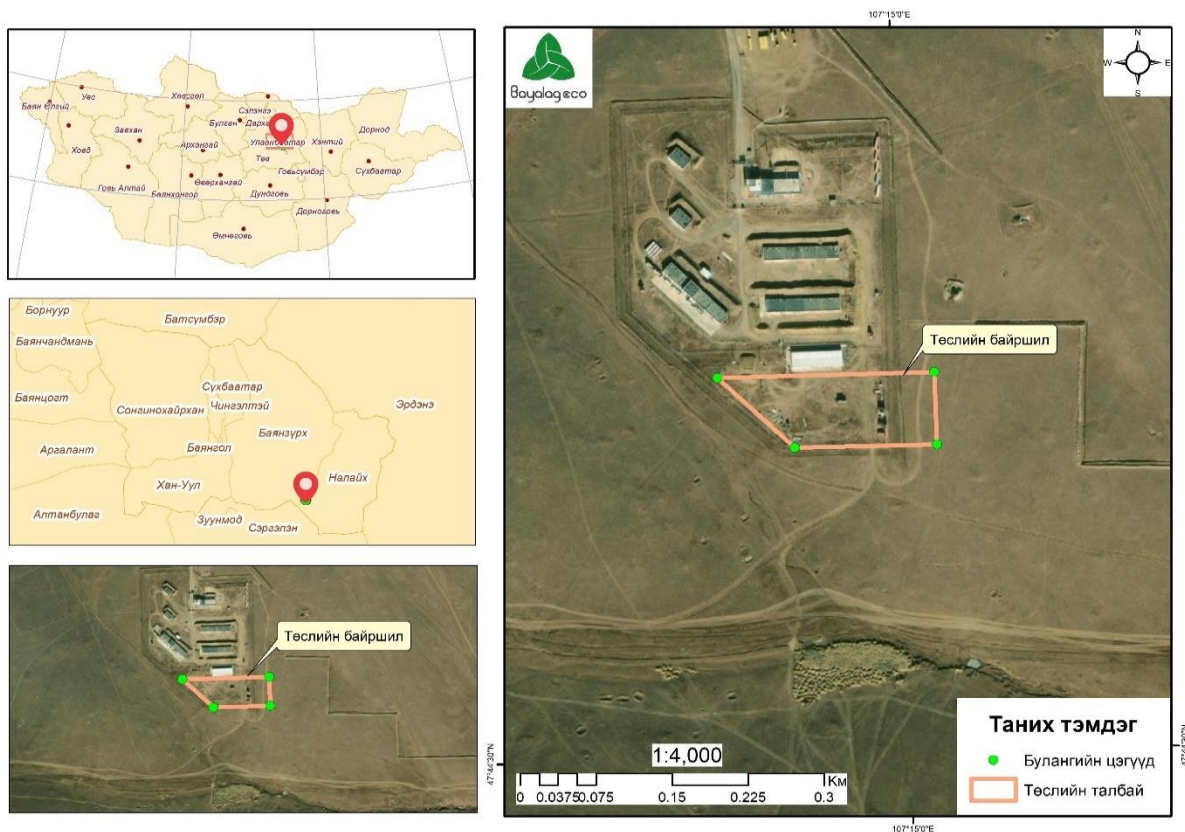 Увс
Хөвсгөл
Баян Өлгий
Сэлэнгэ
Булган
Дархан
Завхан
Ховд
Архангай
Улаанбаатар
Хэнтий
Дорнод
Төв
Говьсүмбэр
Сүхбаатар
Говь Алтай
Өвөрхангай
Баянхонгор
Дундговь
Дорноговь
Өмнөговь
Борнуур
Батсүмбэр
Баянчандмань
Сүхбаатар
Баянцогт
Сонгинохайрхан
Чингэлтэй
Эрдэнэ
Баянзүрх
Аргалант
Баянгол
Налайх
Хан-Уул
Алтанбулаг
Зуунмод
Сэргэлэн
Төслийн байршил
107°15'0"E
Bayalag eco
N
W
E
S
Төслийн байршил
1:4,000
Км
0 0.0375 0.075 0.15 0.225 0.3
Таних тэмдэг
Булангийн цэгүүд
Төслийн талбай
47°44'30"N
47°44'30"N
107°15'0"E